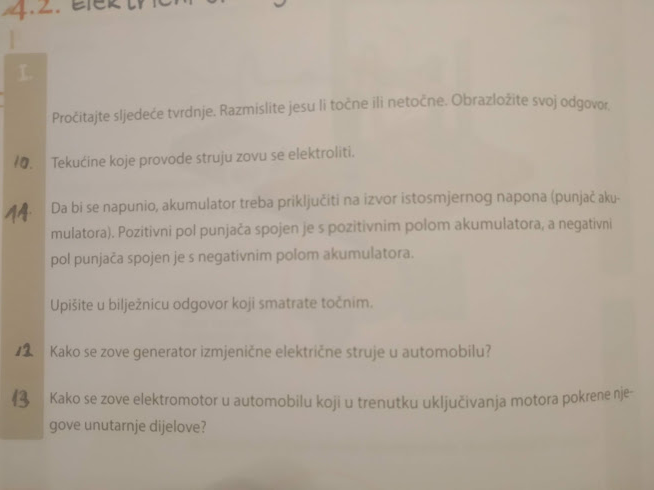 4.2.
I.
Pročitajte sljedeće tvrdnje. Razmislite jesu li točne ili netočne. Obrazložite svoj odgovor.
10. Tekućine koje provode struju zovu se elektroliti.
11. Da bi se napunio, akumulator treba priključiti na izvor istosmjernog napona (punjač aku-
mulatora). Pozitivni pol punjača spojen je s pozitivnim polom akumulatora, a negativni
pol punjača spojen je s negativnim polom akumulatora.
Upišite u bilježnicu odgovor koji smatrate točnim.
12 Kako se zove generator izmjenične električne struje u automobilu?
13 Kako se zove elektromotor u automobilu koji u trenutku uključivanja motora pokrene nje-
gove unutarnje dijelove?